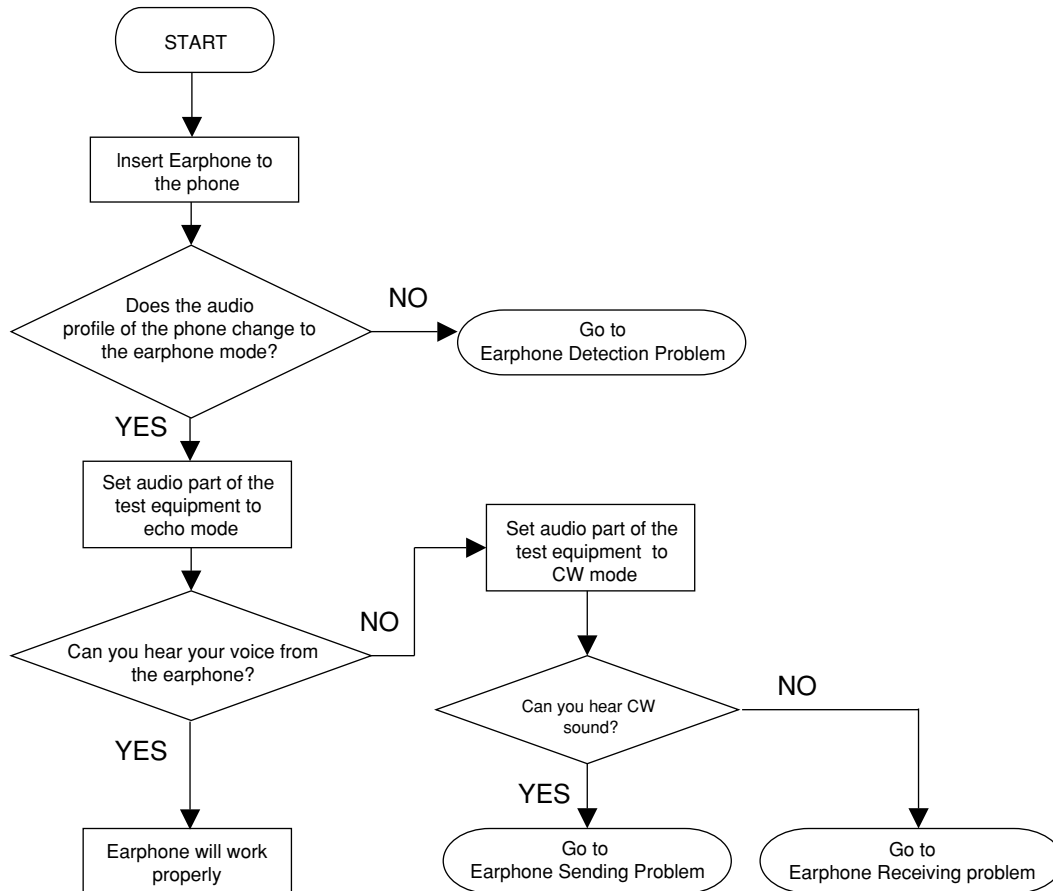 START
Insert Earphone to
the phone
Does the audio
profile of the phone change to
the earphone mode?
NO
Go to
Earphone Detection Problem
YES
Set audio part of the
test equipment to
echo mode
Set audio part of the
test equipment to
CW mode
NO
Can you hear your voice from
the earphone?
NO
Can you hear CW
sound?
YES
YES
Earphone will work
properly
Go to
Earphone Sending Problem
Go to
Earphone Receiving problem